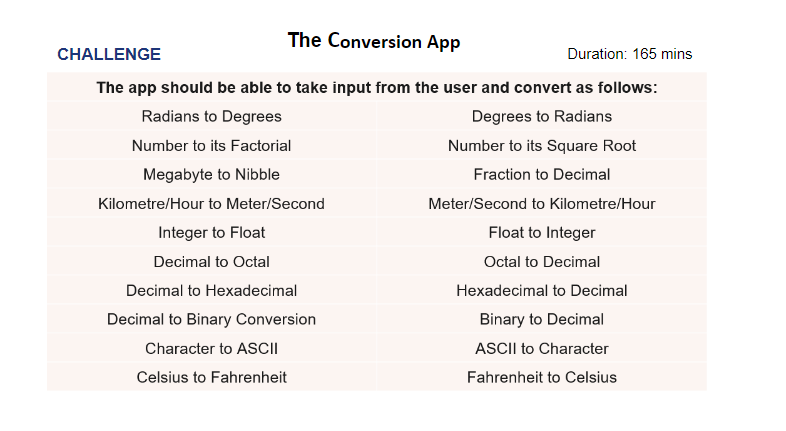 The Conversion App
CHALLENGE
Duration: 165 mins
The app should be able to take input from the user and convert as follows:
Radians to Degrees
Degrees to Radians
Number to its Factorial
Number to its Square Root
Megabyte to Nibble
Fraction to Decimal
Kilometre/Hour to Meter/Second
Meter/Second to Kilometre/Hour
Integer to Float
Float to Integer
Decimal to Octal
Octal to Decimal
Decimal to Hexadecimal
Hexadecimal to Decimal
Decimal to Binary Conversion
Binary to Decimal
Character to ASCII
ASCII to Character
Celsius to Fahrenheit
Fahrenheit to Celsius